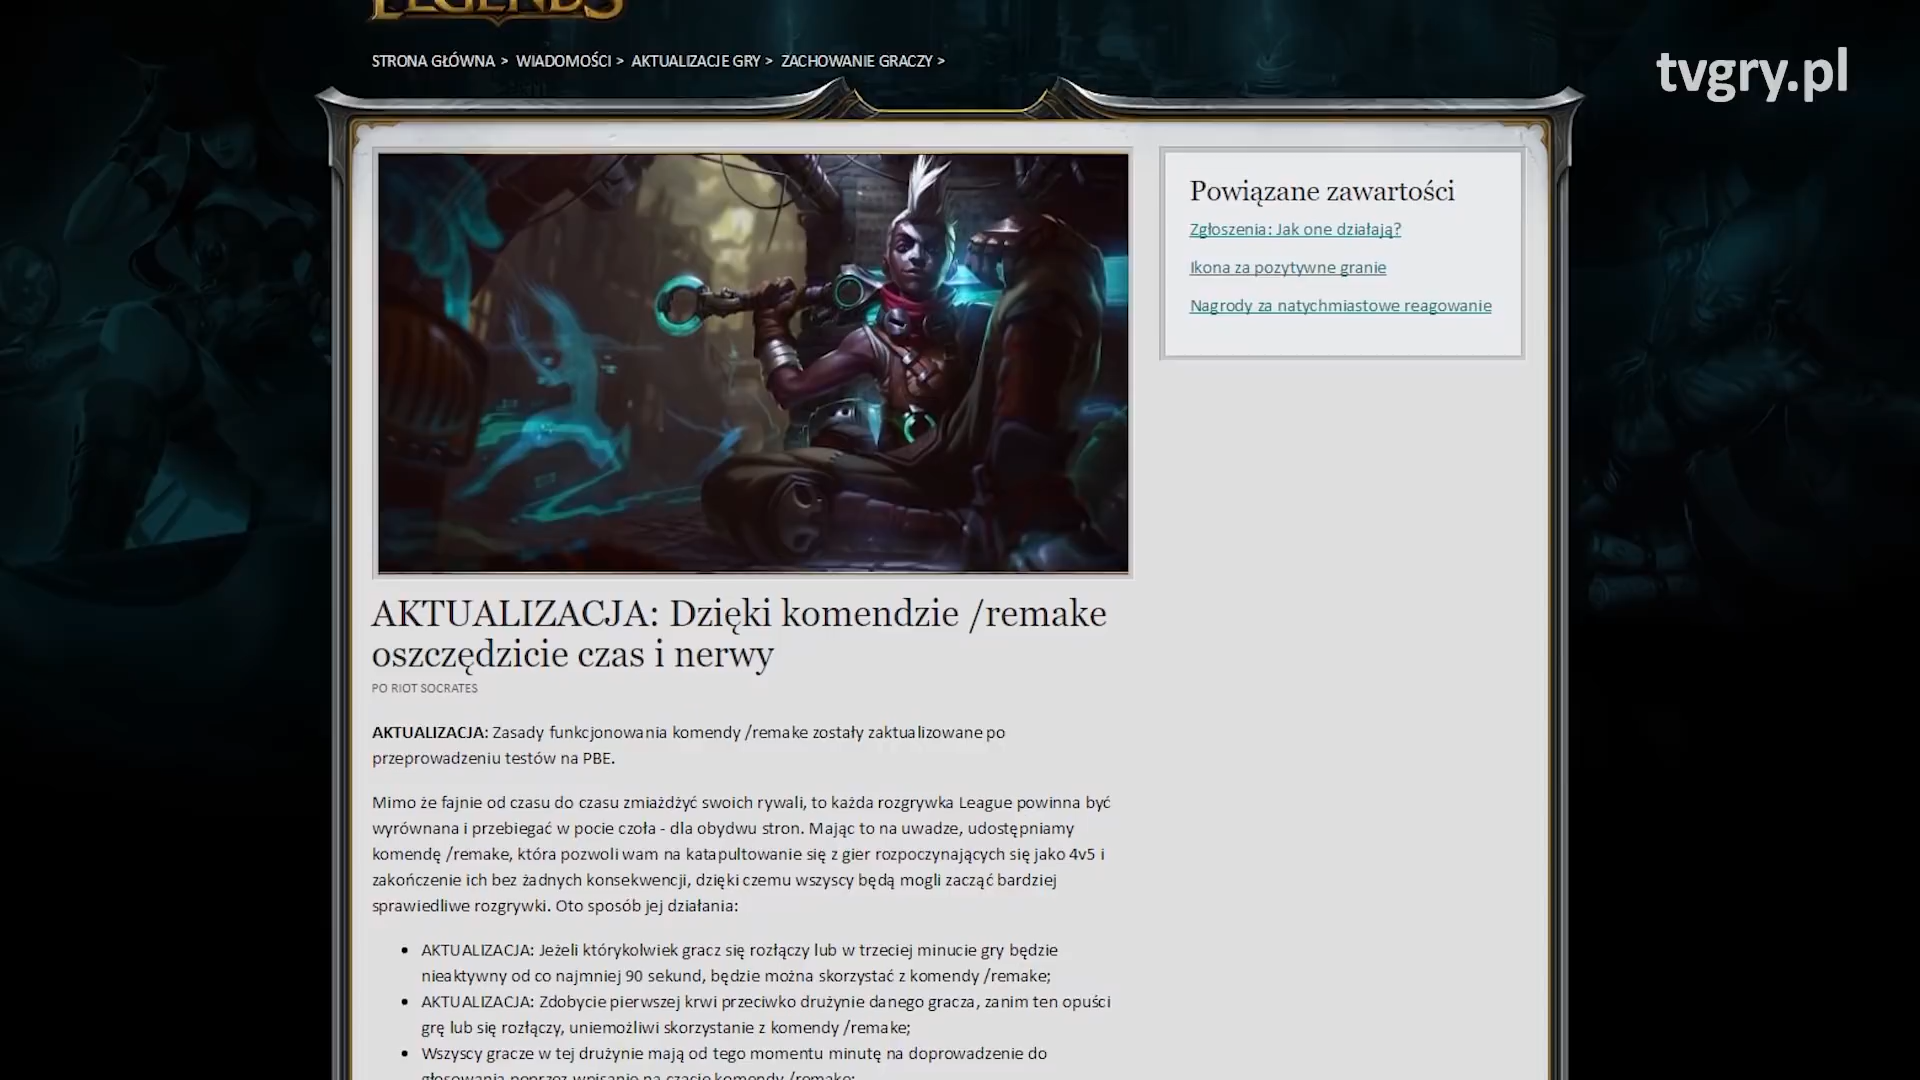 LEGENDS
STRONA GŁÓWNA > WIADOMOŚCI > AKTUALIZACJE GRY > ZACHOWANIE GRACZY >
tvgry.pl
Powiązane zawartości
Zgłoszenia: Jak one działają?
Ikona za pozytywne granie
Nagrody za natychmiastowe reagowanie
AKTUALIZACJA: Dzięki komendzie /remake
oszczędzicie czas i nerwy
PO RIOT SOCRATES
AKTUALIZACJA: Zasady funkcjonowania komendy /remake zostały zaktualizowane po
przeprowadzeniu testów na PBE.
Mimo że fajnie od czasu do czasu zmiażdżyć swoich rywali, to każda rozgrywka League powinna być
wyrównana i przebiegać w pocie czoła - dla obydwu stron. Mając to na uwadze, udostępniamy
komendę /remake, która pozwoli wam na katapultowanie się z gier rozpoczynających się jako 4v5 i
zakończenie ich bez żadnych konsekwencji, dzięki czemu wszyscy będą mogli zacząć bardziej
sprawiedliwe rozgrywki. Oto sposób jej działania:
• AKTUALIZACJA: Jeżeli którykolwiek gracz się rozłączy lub w trzeciej minucie gry będzie
nieaktywny od co najmniej 90 sekund, będzie można skorzystać z komendy /remake;
• AKTUALIZACJA: Zdobycie pierwszej krwi przeciwko drużynie danego gracza, zanim ten opuści
grę lub się rozłączy, uniemożliwi skorzystanie z komendy /remake;
• Wszyscy gracze w tej drużynie mają od tego momentu minutę na doprowadzenie do
głosowania poprzez wpisanie na czacie komendy /remake;